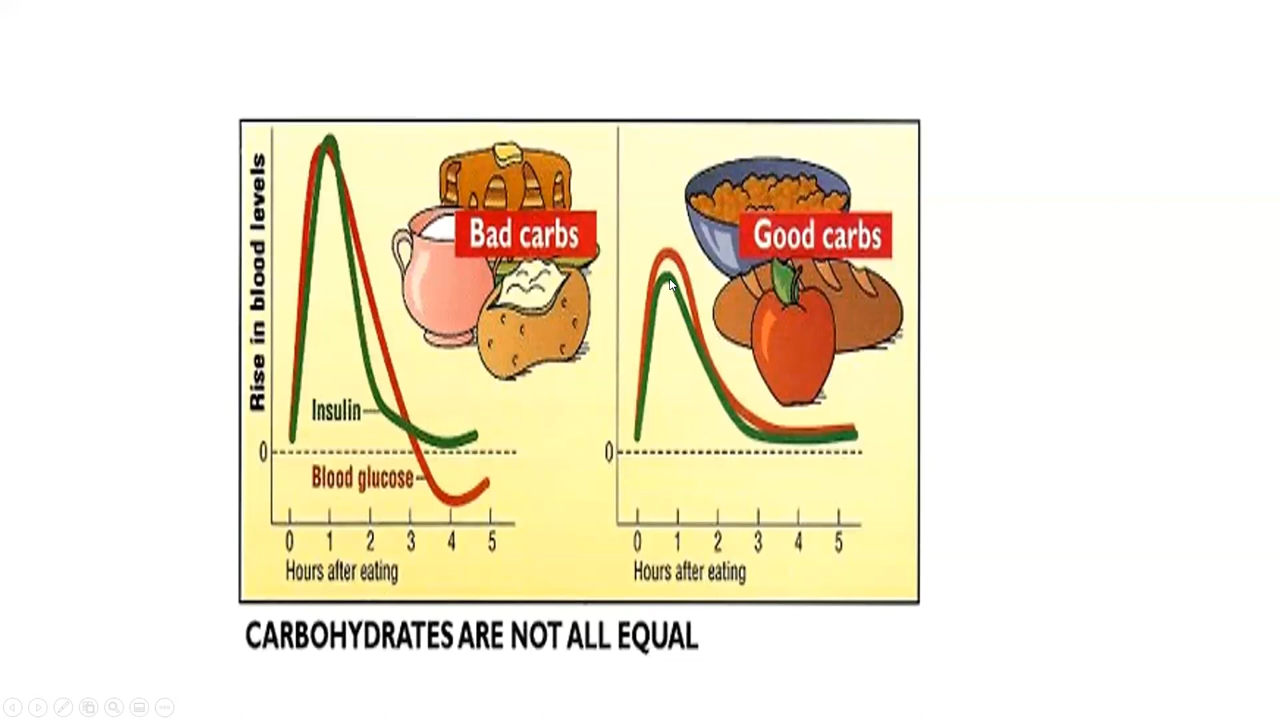 Rise in blood levels
Bad carbs
Good carbs
Insulin
0
0
Blood glucose
0 1 2 3 4 5
Hours after eating
0 1 2 3 4 5
Hours after eating
CARBOHYDRATES ARE NOT ALL EQUAL